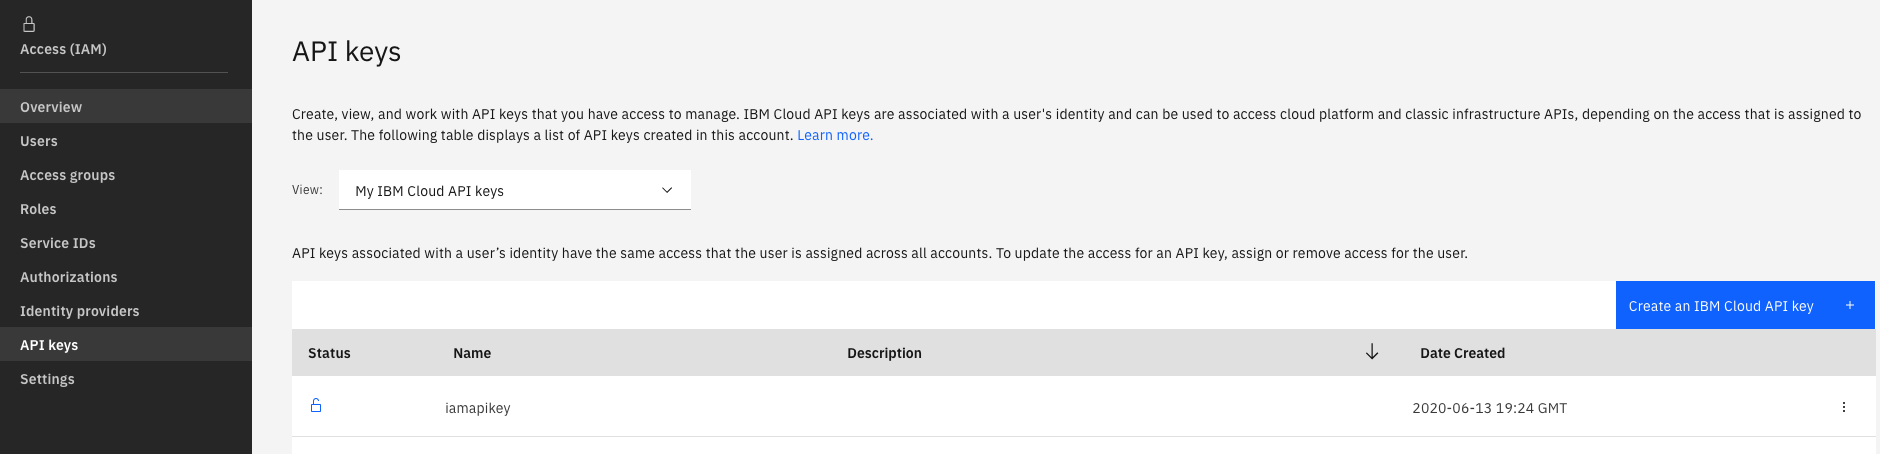 Access (IAM)
Overview
Users
Access groups
Roles
Service IDs
Authorizations
Identity providers
API keys
Settings
API keys
Create, view, and work with API keys that you have access to manage. IBM Cloud API keys are associated with a user's identity and can be used to access cloud platform and classic infrastructure APIs, depending on the access that is assigned to
the user. The following table displays a list of API keys created in this account. Learn more.
View: My IBM Cloud API keys
API keys associated with a user’s identity have the same access that the user is assigned across all accounts. To update the access for an API key, assign or remove access for the user.
Create an IBM Cloud API key +
Status Name Description Date Created
iamapikey 2020-06-13 19:24 GMT